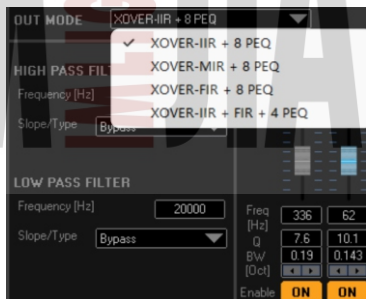 OUT MODE XOVER-IIR + 8 PEQ
✓ XOVER-IIR + 8 PEQ
XOVER-MIR + 8 PEQ
XOVER-FIR + 8 PEQ
XOVER-IIR + FIR + 4 PEQ
HIGH PASS FILT
Frequency [Hz]
Slope/Type Bypass
LOW PASS FILTER
Frequency [Hz] 20000
Slope/Type Bypass
Freq [Hz] 336 62
Q 7.6 10.1
BW [Oct] 0.19 0.143
Enable ON ON